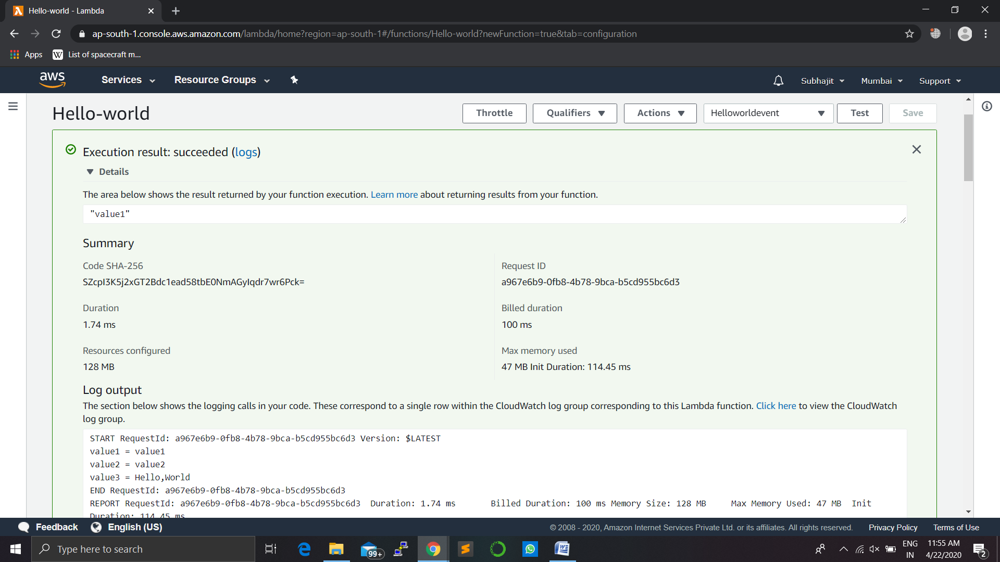 Hello-world - Lambda
ap-south-1.console.aws.amazon.com/lambda/home?region=ap-south-1#/functions/Hello-world?newFunction=true&tab=configuration
Apps
W List of spacecraft m...
aws Services Resource Groups Subhajit Mumbai Support
Hello-world Throttle Qualifiers Actions Helloworldevent Test Save
Execution result: succeeded (logs)
Details
The area below shows the result returned by your function execution. Learn more about returning results from your function.
"value1"
Summary
Code SHA-256
SZcpI3K5j2xGT2Bdc1ead58tbE0NmAGyIqdr7wr6Pck=
Request ID
a967e6b9-0fb8-4b78-9bca-b5cd955bc6d3
Duration
1.74 ms
Billed duration
100 ms
Resources configured
128 MB
Max memory used
47 MB Init Duration: 114.45 ms
Log output
The section below shows the logging calls in your code. These correspond to a single row within the CloudWatch log group corresponding to this Lambda function. Click here to view the CloudWatch
log group.
START RequestId: a967e6b9-0fb8-4b78-9bca-b5cd955bc6d3 Version: $LATEST
value1 = value1
value2 = value2
value3 = Hello,World
END RequestId: a967e6b9-0fb8-4b78-9bca-b5cd955bc6d3
REPORT RequestId: a967e6b9-0fb8-4b78-9bca-b5cd955bc6d3 Duration: 1.74 ms Billed Duration: 100 ms Memory Size: 128 MB Max Memory Used: 47 MB Init
Duration: 114.45 ms
Feedback English (US) © 2008 - 2020, Amazon Internet Services Private Ltd. or its affiliates. All rights reserved. Privacy Policy Terms of Use
Type here to search
99+
ENG
IN
11:55 AM
4/22/2020
2